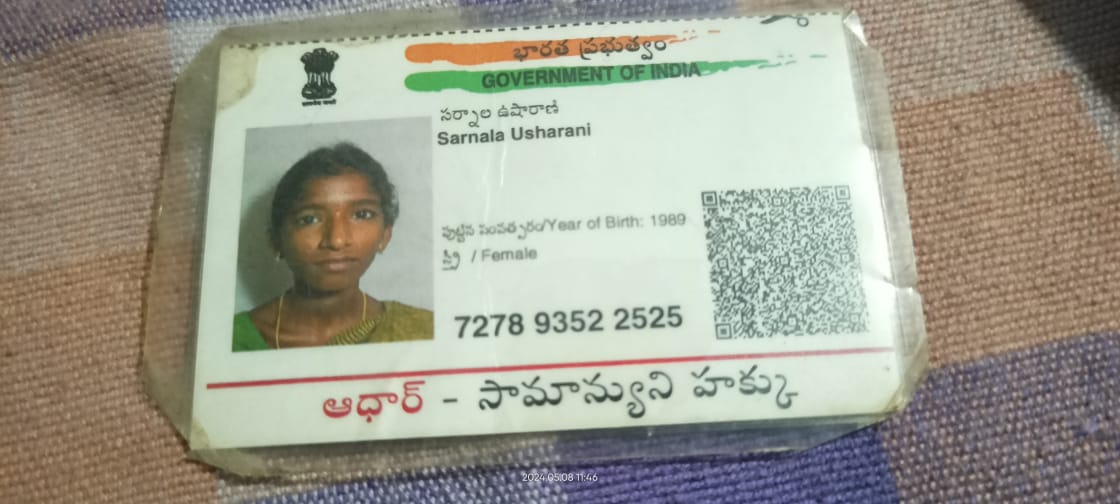 భారత ప్రభుత్వం
GOVERNMENT OF INDIA
సర్నాల ఉషారాణి
Sarnala Usharani
పుట్టిన సంవత్సరం/Year of Birth: 1989
స్త్రీ / Female
7278 9352 2525
ఆధార్ - సామాన్యుని హక్కు
2024.05.08 11:46